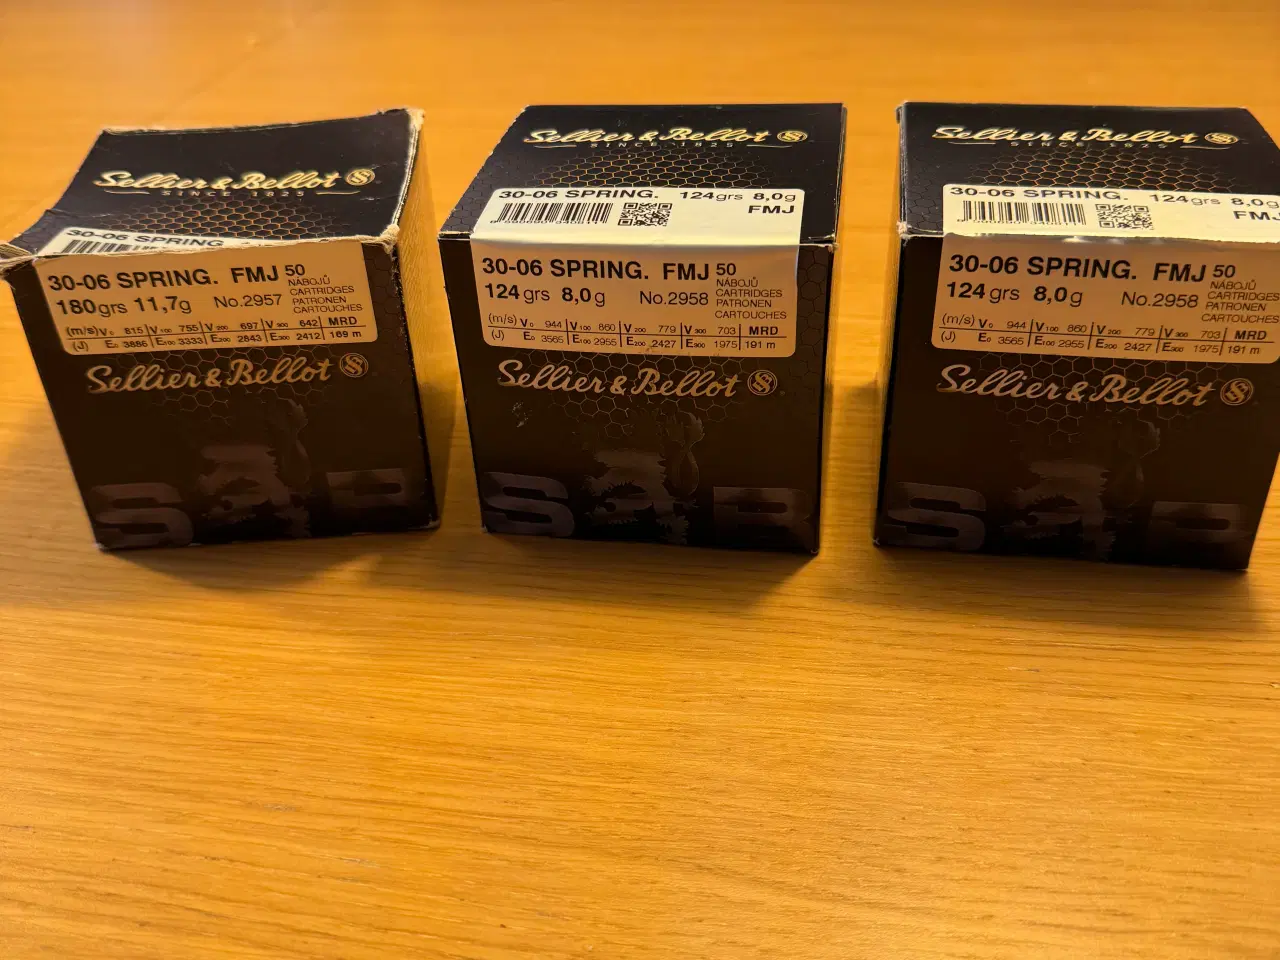 Sellier & Bellot
SINCE 1825
30-06 SPRING.
30-06 SPRING. FMJ 50
180grs 11,7g No.2957
NÁBOJŮ
CARTRIDGES
PATRONEN
CARTOUCHES
(m/s) V0 815 V100 755 V200 697 V300 642 MRD
(J) E0 3885 E100 3333 E200 2843 E300 2412 169 m
Sellier & Bellot
S&B
Sellier & Bellot
SINCE 1825
30-06 SPRING. 124grs 8,0g
FMJ
30-06 SPRING. FMJ 50
124grs 8,0g No.2958
NÁBOJŮ
CARTRIDGES
PATRONEN
CARTOUCHES
(m/s) V0 944 V100 860 V200 779 V300 703 MRD
(J) E0 3565 E100 2955 E200 2427 E300 1975 191 m
Sellier & Bellot
S&B
Sellier & Bellot
SINCE 1825
30-06 SPRING. 124grs 8,0g
FMJ
30-06 SPRING. FMJ 50
124grs 8,0g No.2958
NÁBOJŮ
CARTRIDGES
PATRONEN
CARTOUCHES
(m/s) V0 944 V100 860 V200 779 V300 703 MRD
(J) E0 3565 E100 2955 E200 2427 E300 1975 191 m
Sellier & Bellot
S&B